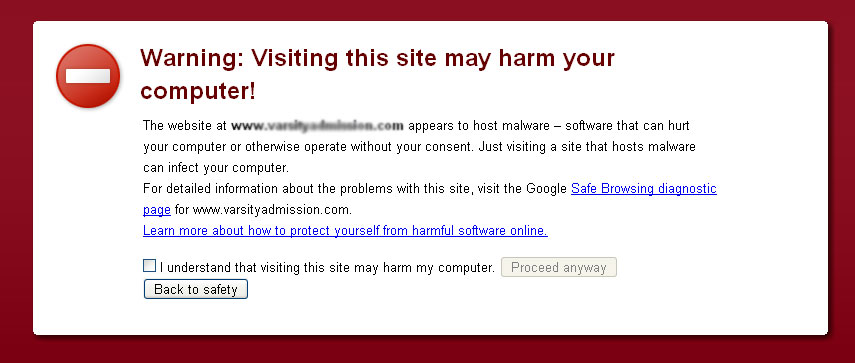 Warning: Visiting this site may harm your
computer!
The website at www.varsityadmission.com appears to host malware – software that can hurt
your computer or otherwise operate without your consent. Just visiting a site that hosts malware
can infect your computer.
For detailed information about the problems with this site, visit the Google Safe Browsing diagnostic
page for www.varsityadmission.com.
Learn more about how to protect yourself from harmful software online.
I understand that visiting this site may harm my computer. Proceed anyway
Back to safety